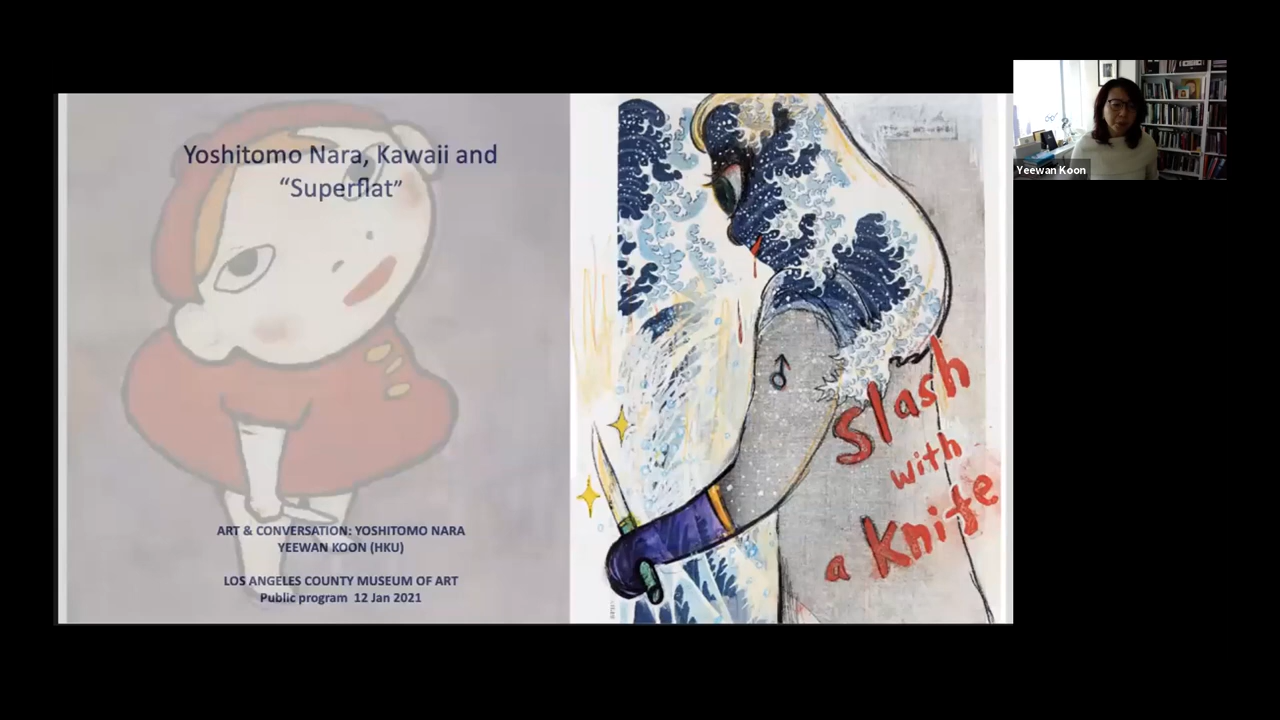 Yoshitomo Nara, Kawaii and
“Superflat”
ART & CONVERSATION: YOSHITOMO NARA
YEEWAN KOON (HKU)
LOS ANGELES COUNTY MUSEUM OF ART
Public program 12 Jan 2021
Slash
with
a Knife
Yeewan Koon